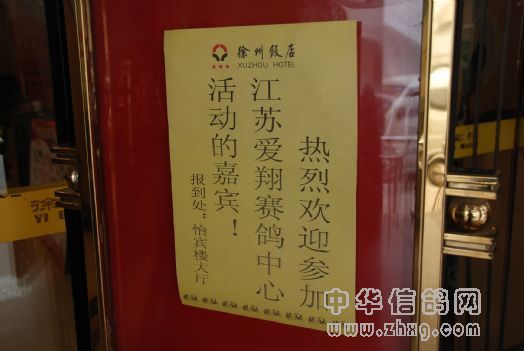 徐州饭店
XUZHOU HOTEL
热烈欢迎参加
江苏爱翔赛鸽中心
活动的嘉宾！
报到处：怡宾楼大厅
YI B
中华信鸽网
www.zhxg.com